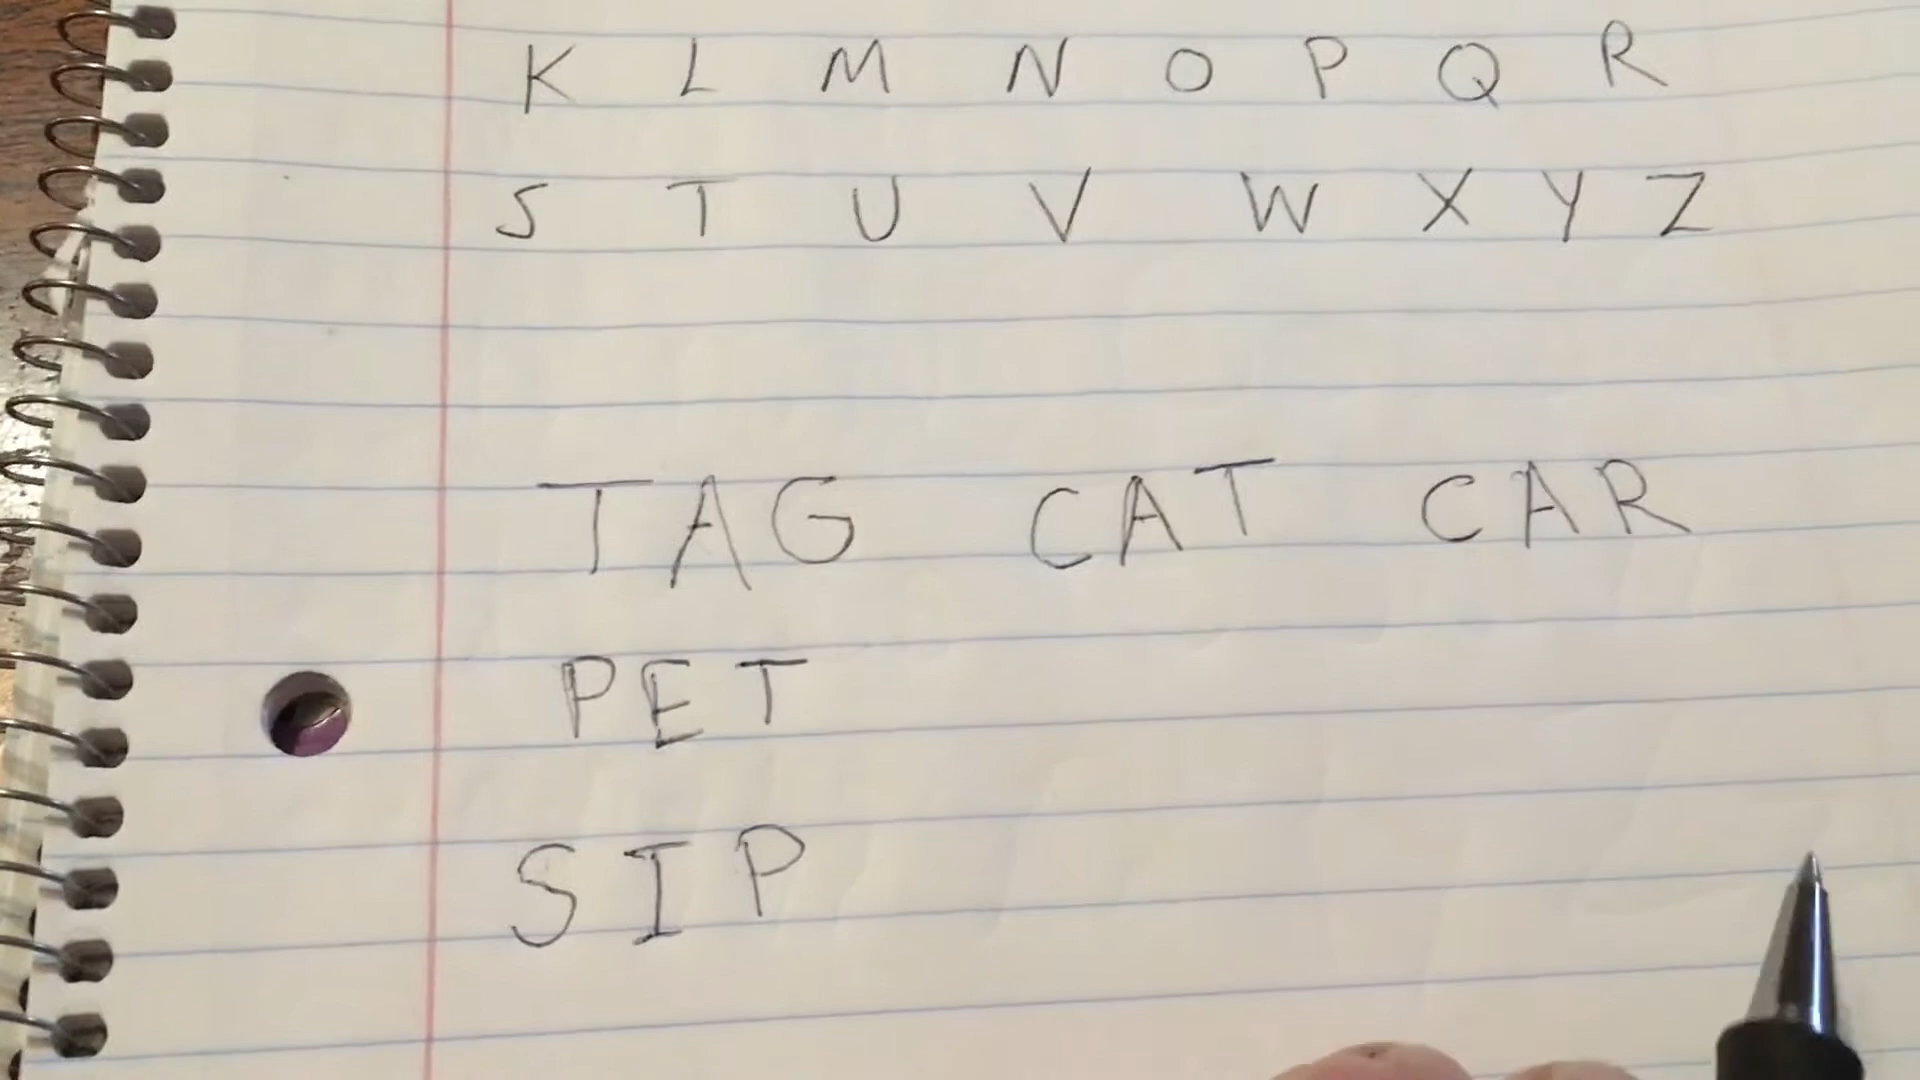 K L M N O P Q R
S T U V W X Y Z
TAG CAT CAR
PET
SIP